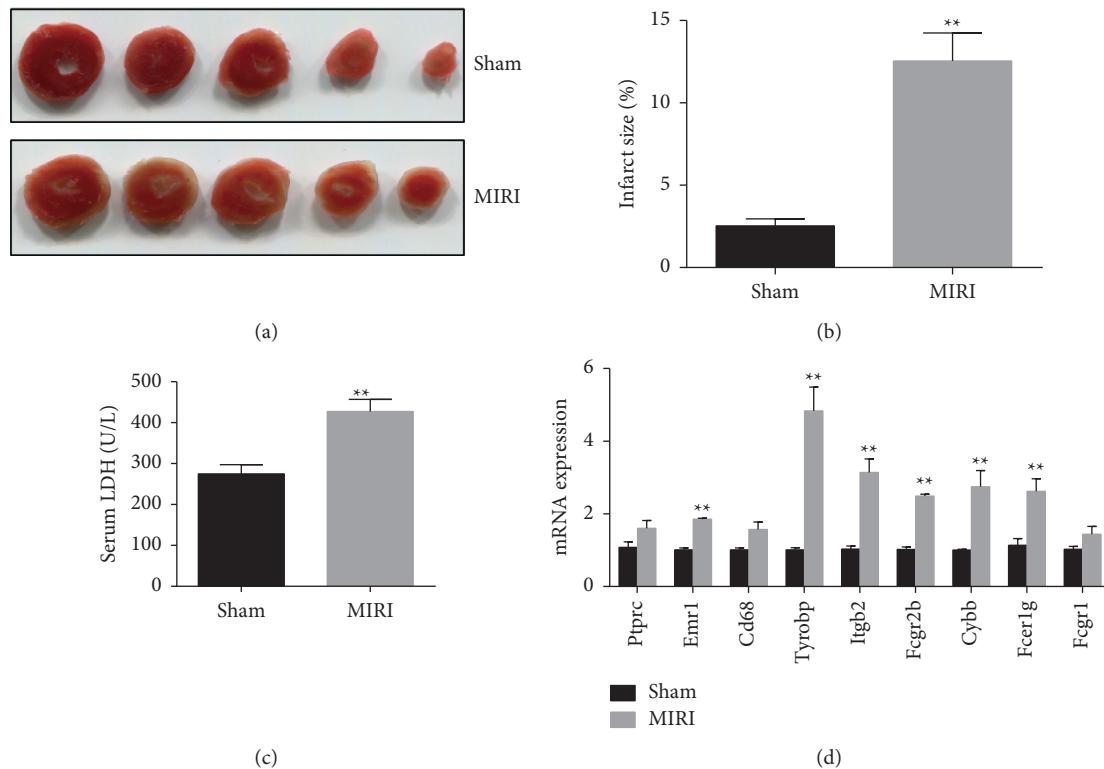 Sham
MIRI
(a)
Infarct size (%)
15
10
5
0
**
Sham
MIRI
(b)
Serum LDH (U/L)
500
400
300
200
100
0
**
Sham
MIRI
(c)
mRNA expression
6
4
2
0
**
**
**
**
**
**
Ptprc
Emr1
Cd68
Tyrobp
Itgb2
Fcgr2b
Cybb
Fcer1g
Fcgr1
Sham
MIRI
(d)